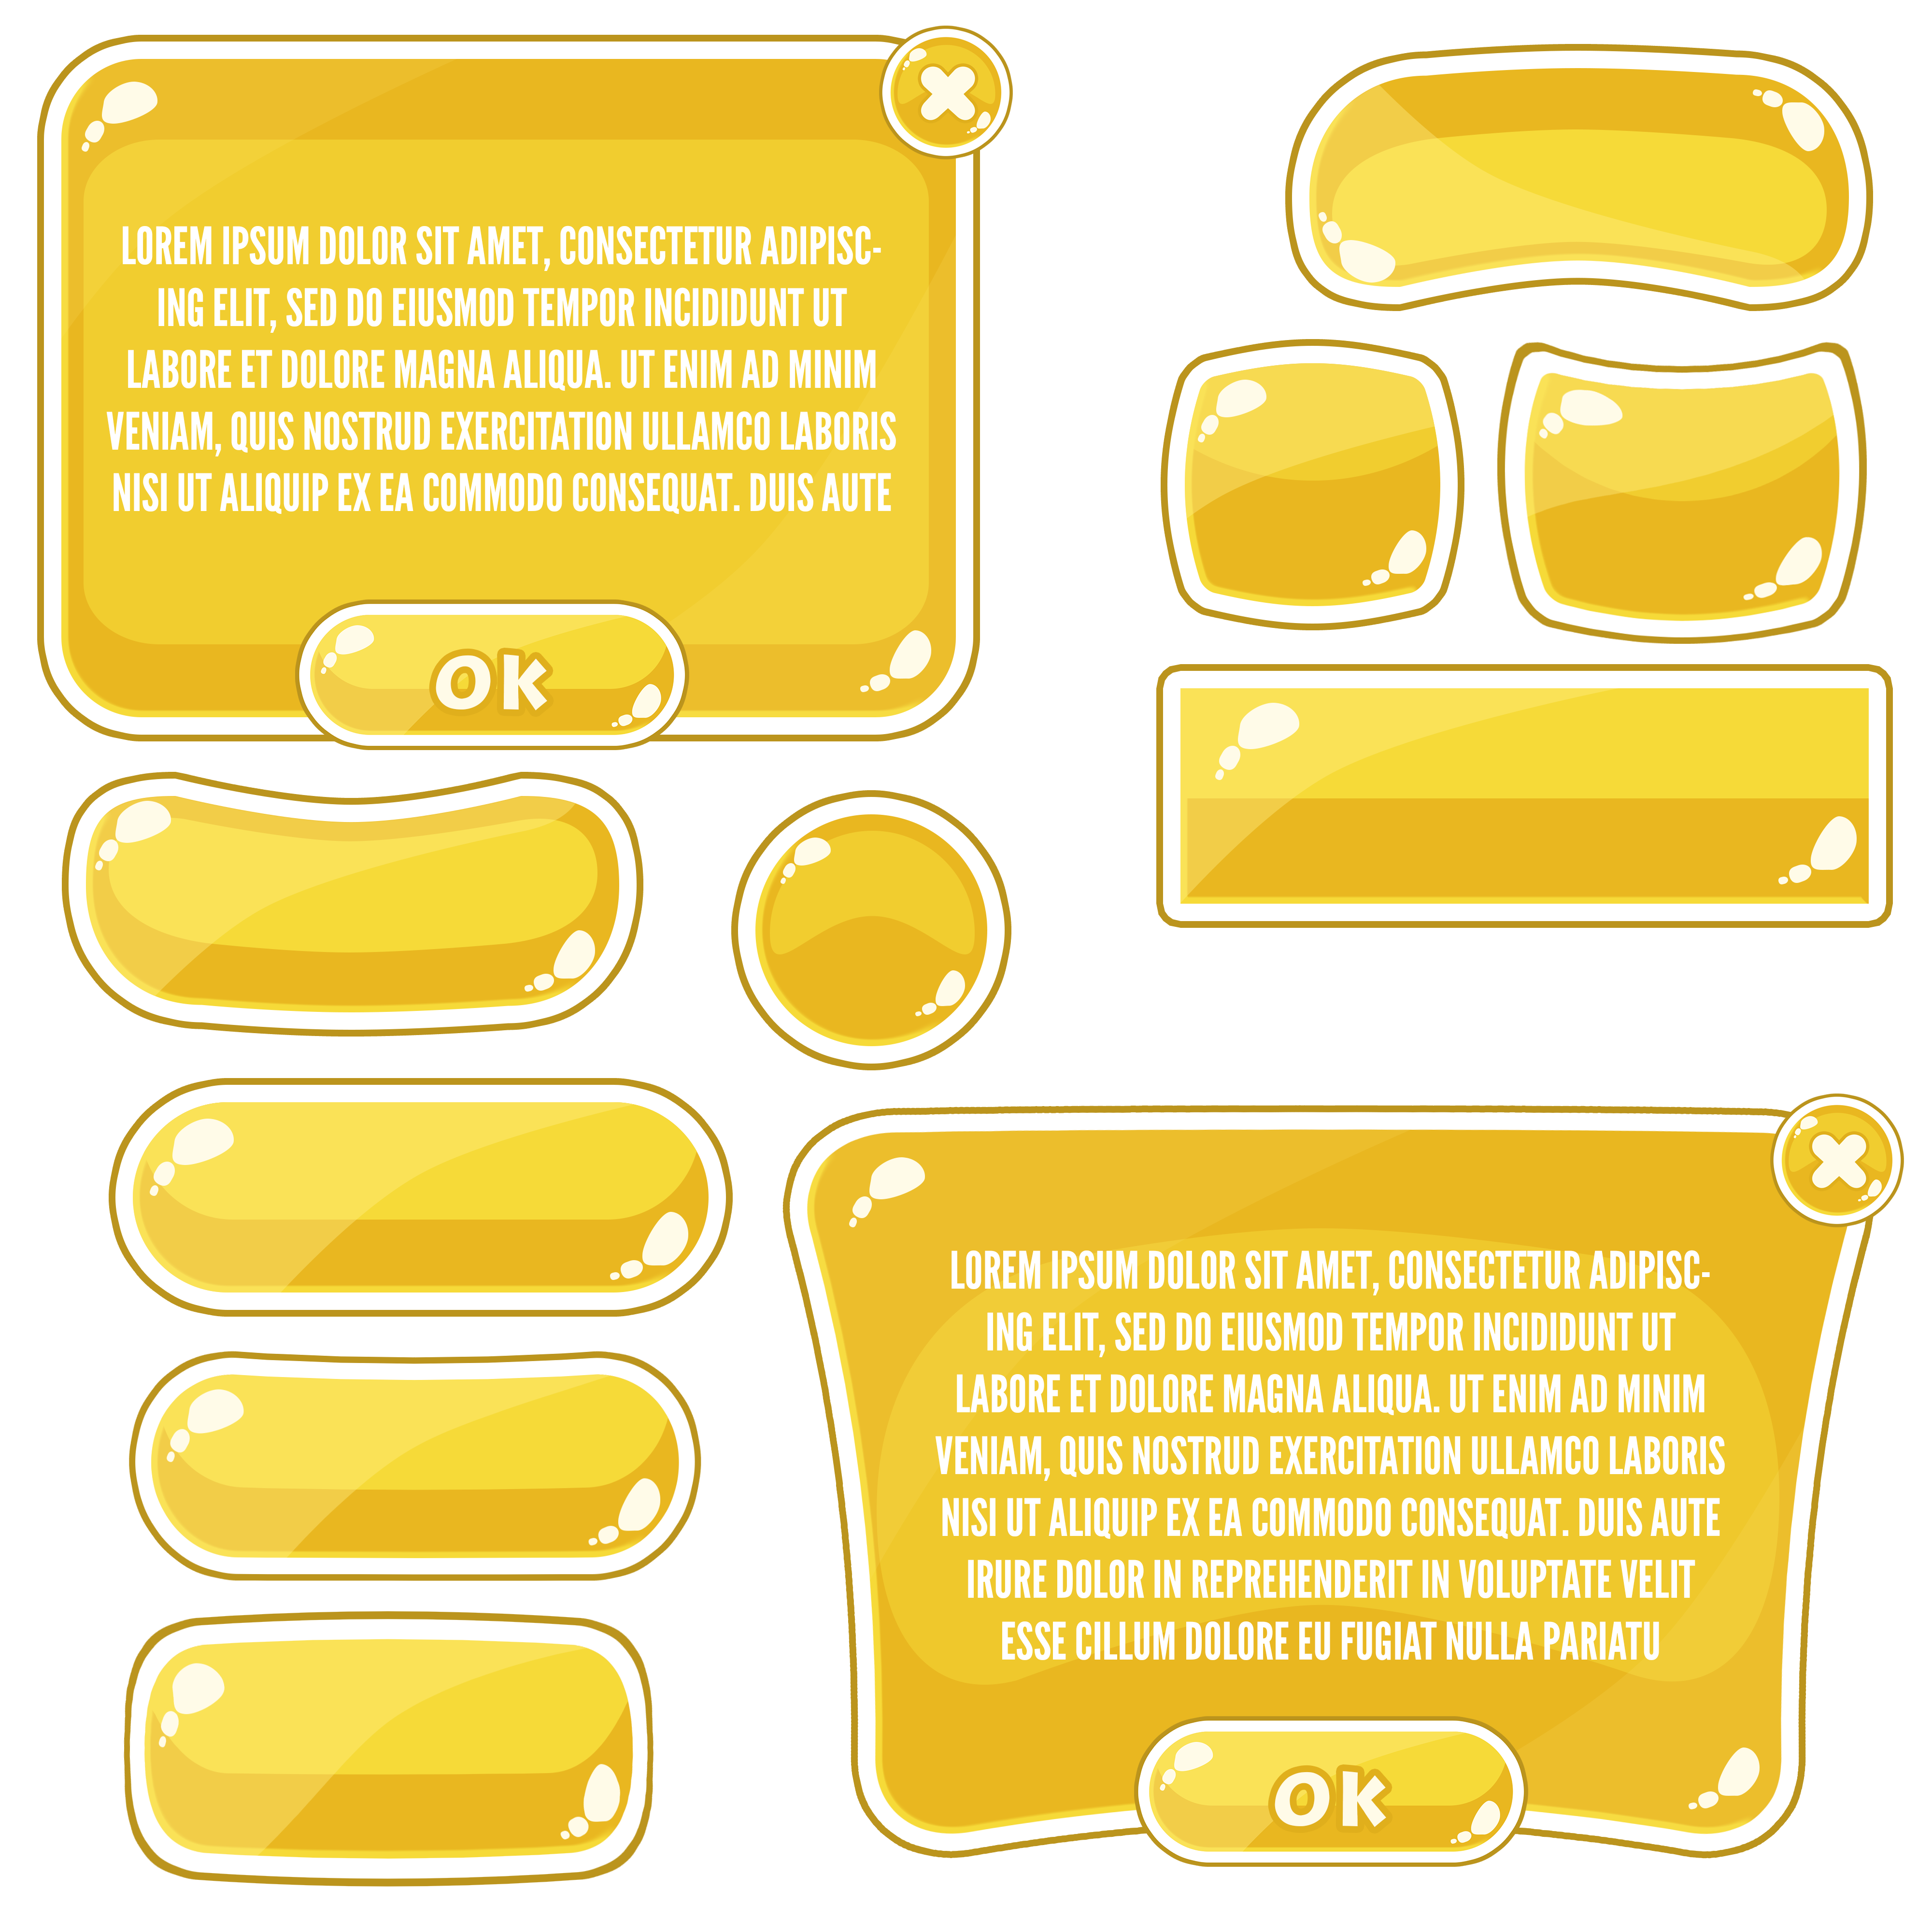 LOREM IPSUM DOLOR SIT AMET, CONSECTETUR ADIPISC-
ING ELIT, SED DO EIUSMOD TEMPOR INCIDIDUNT UT
LABORE ET DOLORE MAGNA ALIQUA. UT ENIM AD MINIM
VENIAM, QUIS NOSTRUD EXERCITATION ULLAMCO LABORIS
NISI UT ALIQUIP EX EA COMMODO CONSEQUAT. DUIS AUTE
OK
LOREM IPSUM DOLOR SIT AMET, CONSECTETUR ADIPISC-
ING ELIT, SED DO EIUSMOD TEMPOR INCIDIDUNT UT
LABORE ET DOLORE MAGNA ALIQUA. UT ENIM AD MINIM
VENIAM, QUIS NOSTRUD EXERCITATION ULLAMCO LABORIS
NISI UT ALIQUIP EX EA COMMODO CONSEQUAT. DUIS AUTE
IRURE DOLOR IN REPREHENDERIT IN VOLUPTATE VELIT
ESSE CILLUM DOLORE EU FUGIAT NULLA PARIATU
OK